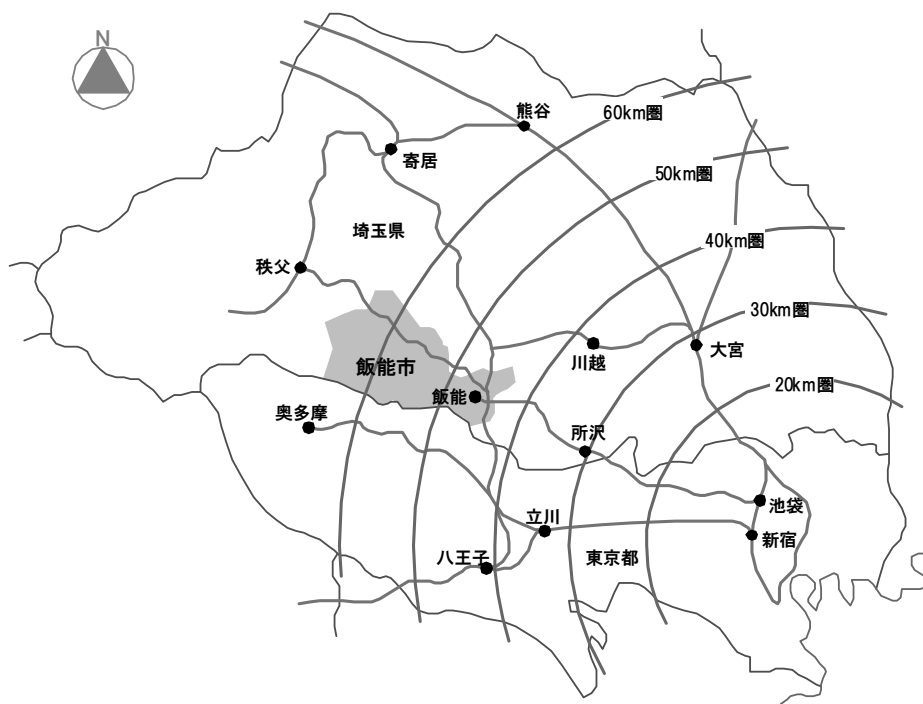 N
熊谷
60km圏
寄居
50km圏
埼玉県
40km圏
秩父
30km圏
川越
大宮
飯能市
20km圏
飯能
奥多摩
所沢
池袋
立川
新宿
八王子
東京都